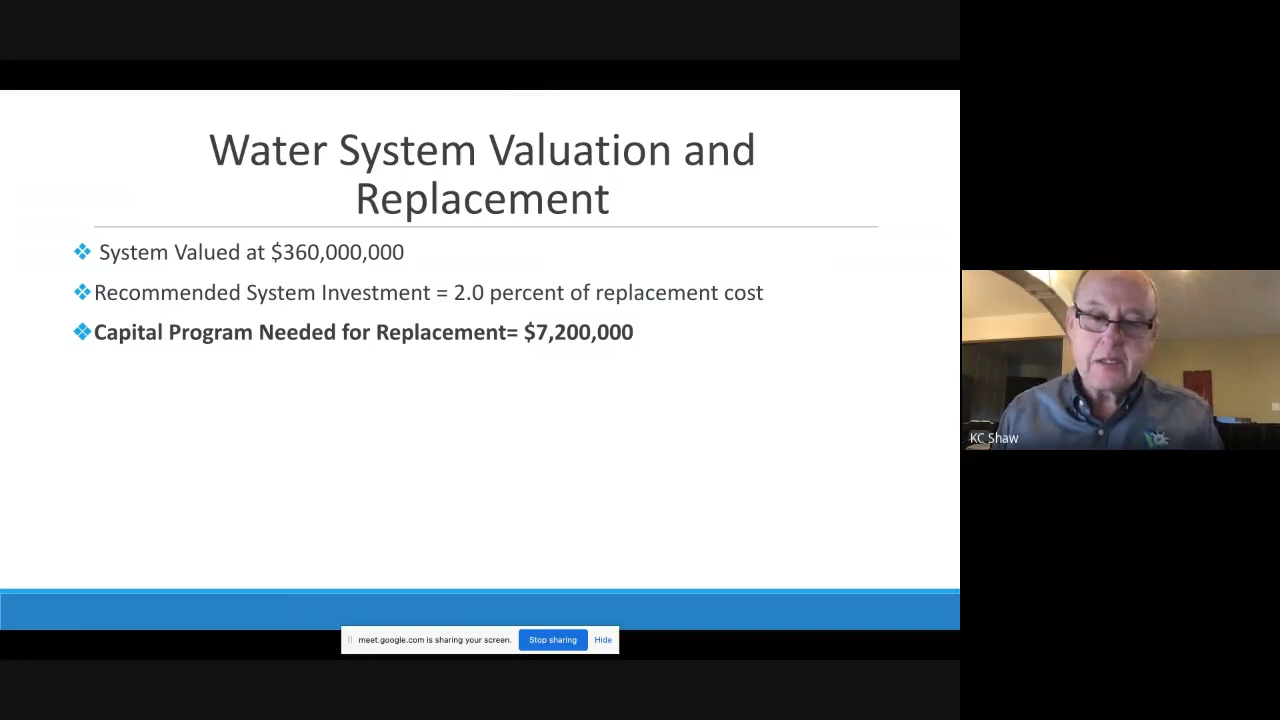 Water System Valuation and
Replacement
System Valued at $360,000,000
Recommended System Investment = 2.0 percent of replacement cost
Capital Program Needed for Replacement= $7,200,000
KC Shaw
meet.google.com is sharing your screen. Stop sharing Hide